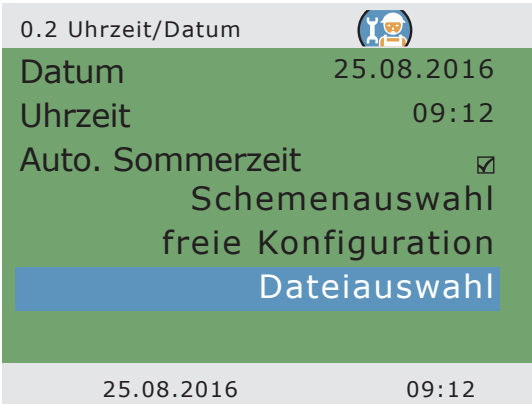 0.2 Uhrzeit/Datum
Datum 25.08.2016
Uhrzeit 09:12
Auto. Sommerzeit ☑
Schemenauswahl
freie Konfiguration
Dateiauswahl
25.08.2016 09:12